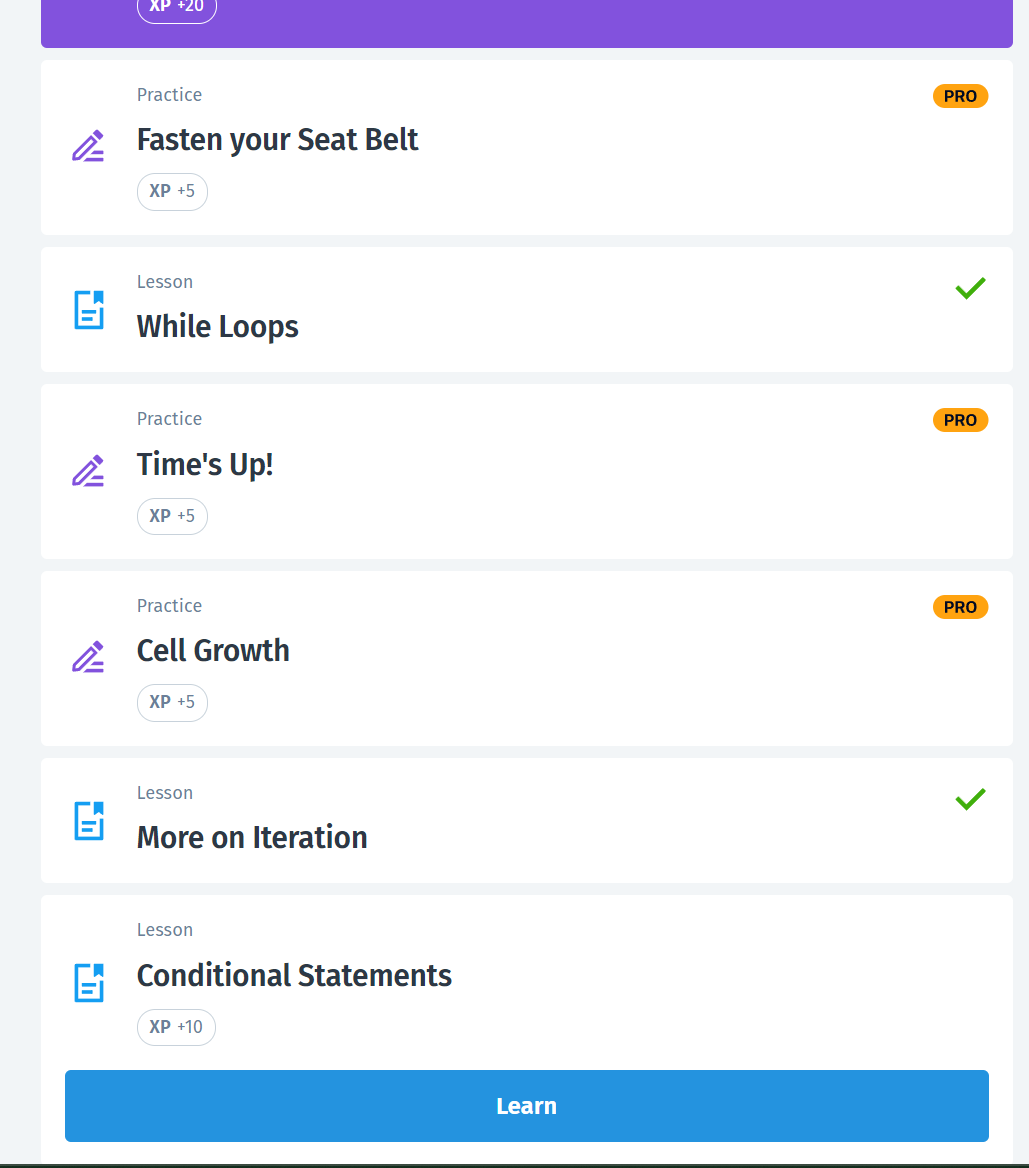 XP +20
Practice
PRO
Fasten your Seat Belt
XP +5
Lesson
While Loops
Practice
PRO
Time's Up!
XP +5
Practice
PRO
Cell Growth
XP +5
Lesson
More on Iteration
Lesson
Conditional Statements
XP +10
Learn